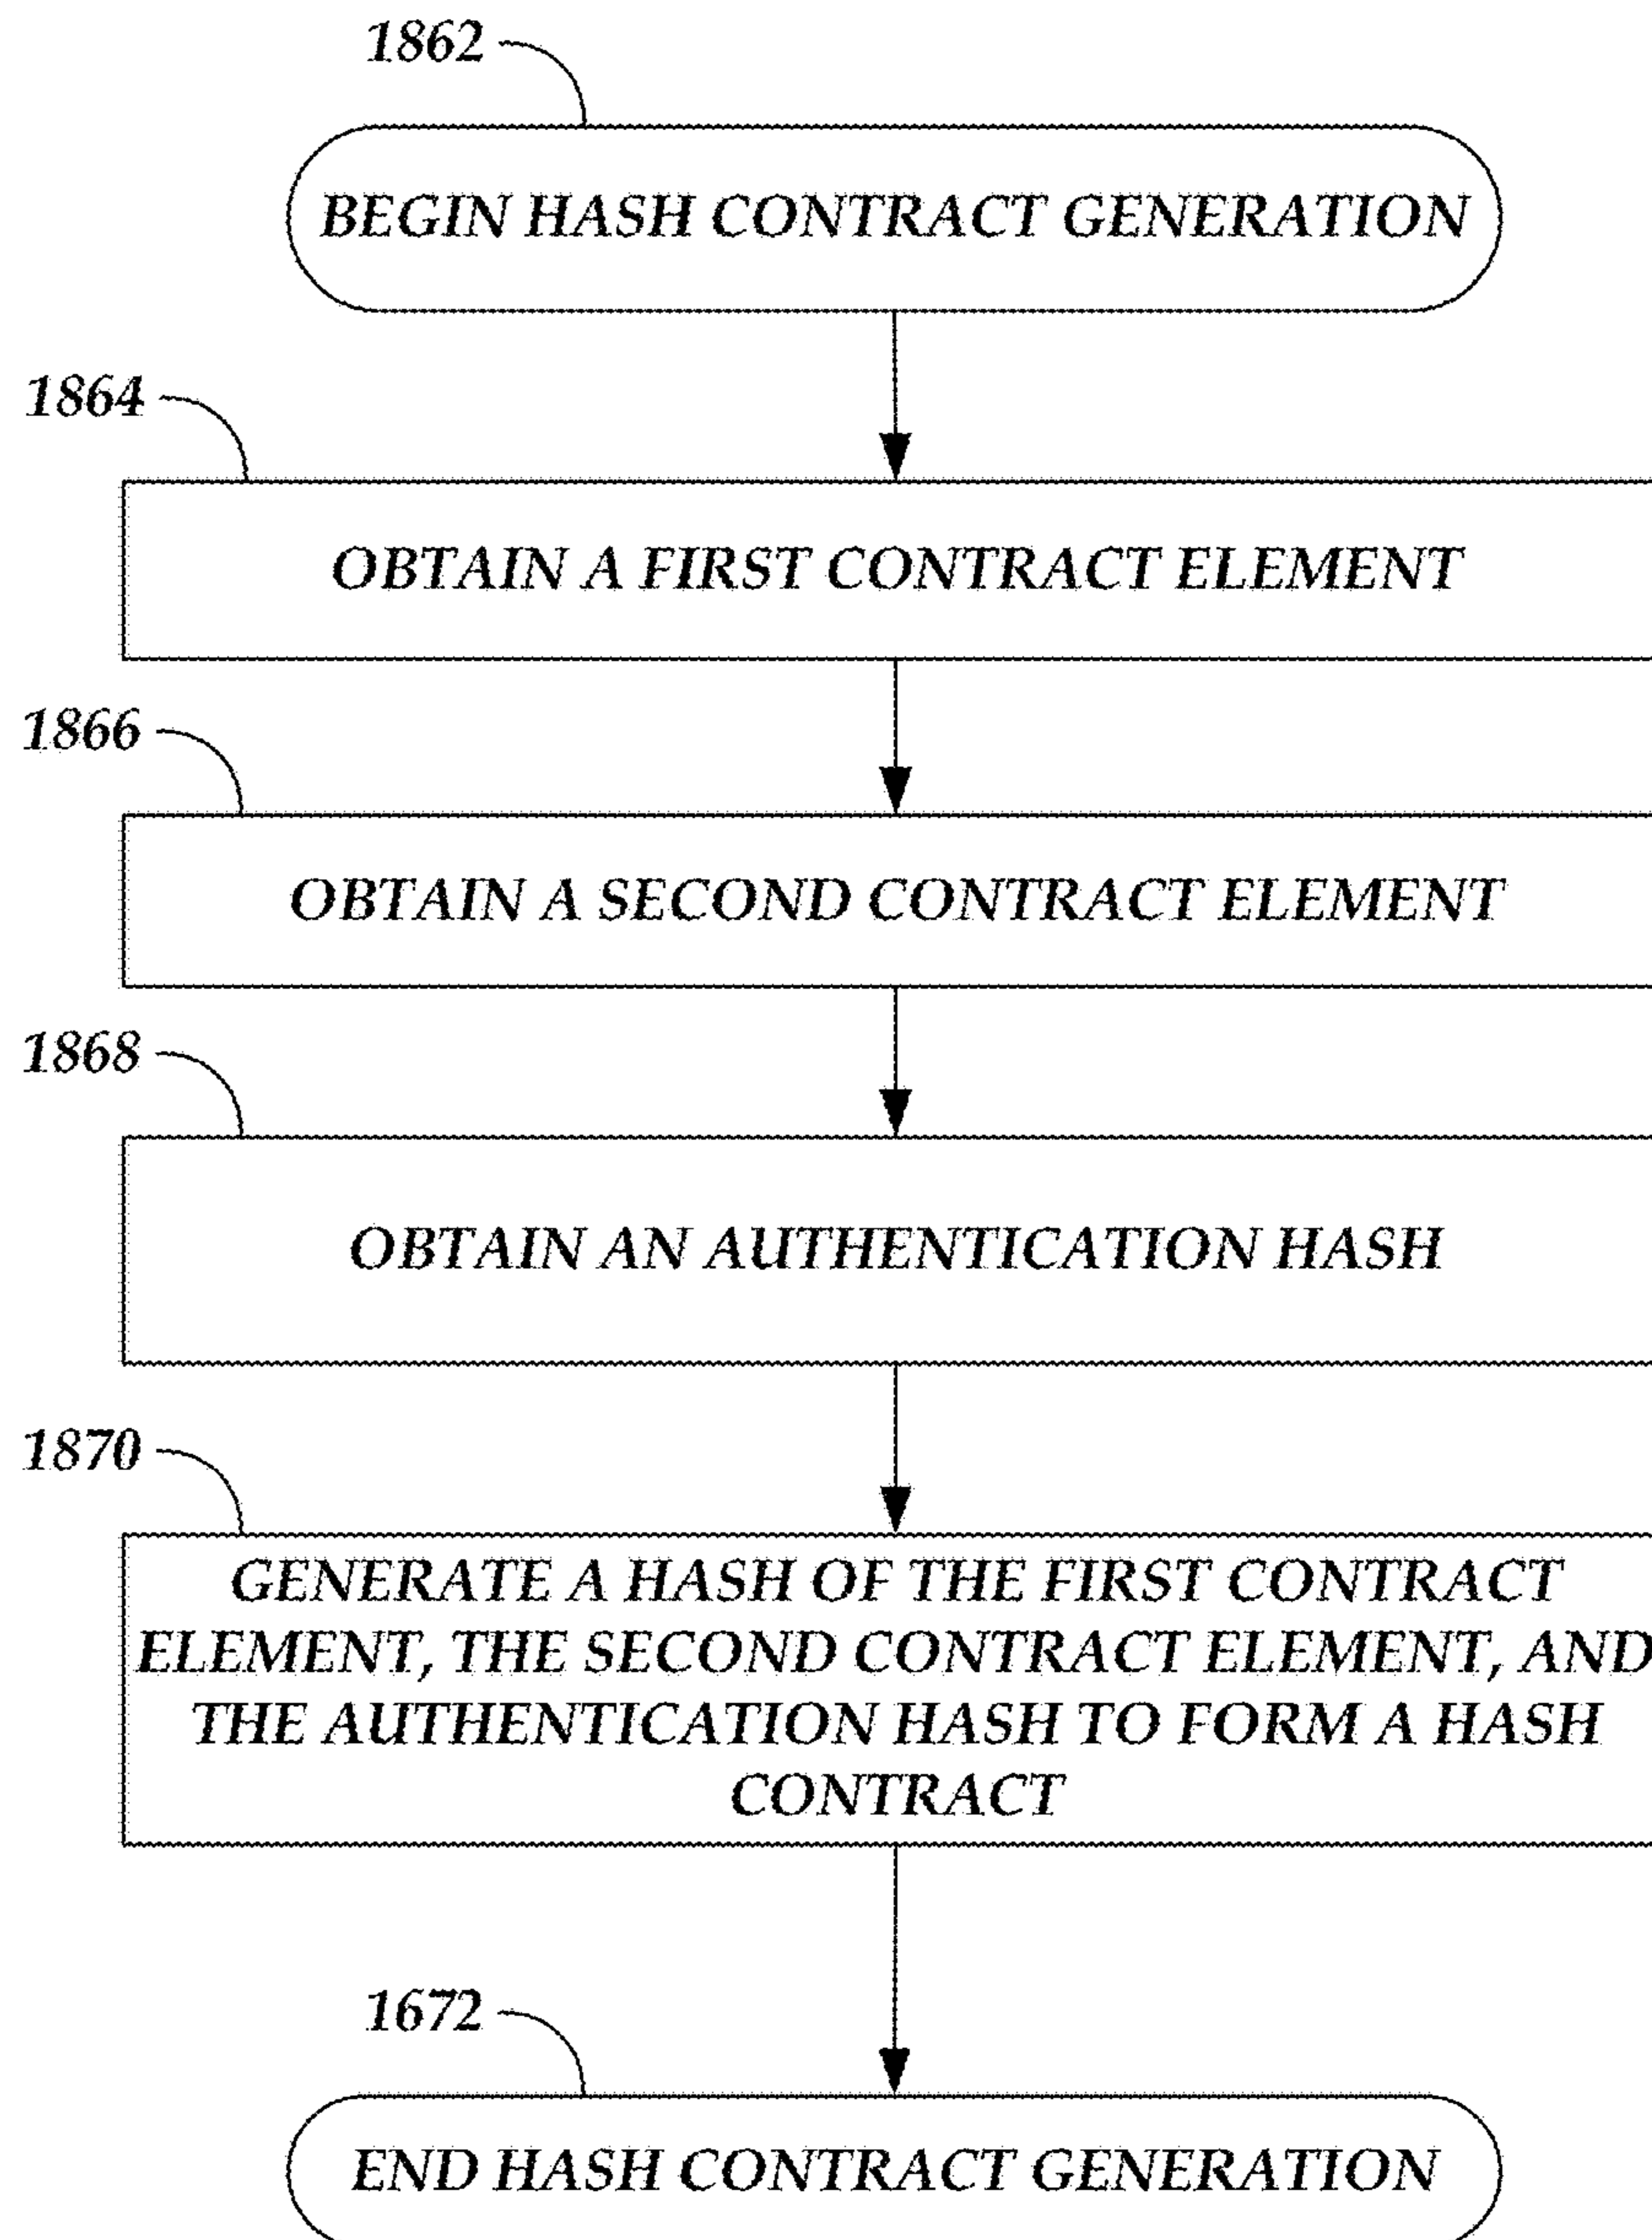 1862
BEGIN HASH CONTRACT GENERATION
1864
OBTAIN A FIRST CONTRACT ELEMENT
1866
OBTAIN A SECOND CONTRACT ELEMENT
1868
OBTAIN AN AUTHENTICATION HASH
1870
GENERATE A HASH OF THE FIRST CONTRACT
ELEMENT, THE SECOND CONTRACT ELEMENT, AND
THE AUTHENTICATION HASH TO FORM A HASH
CONTRACT
1672
END HASH CONTRACT GENERATION